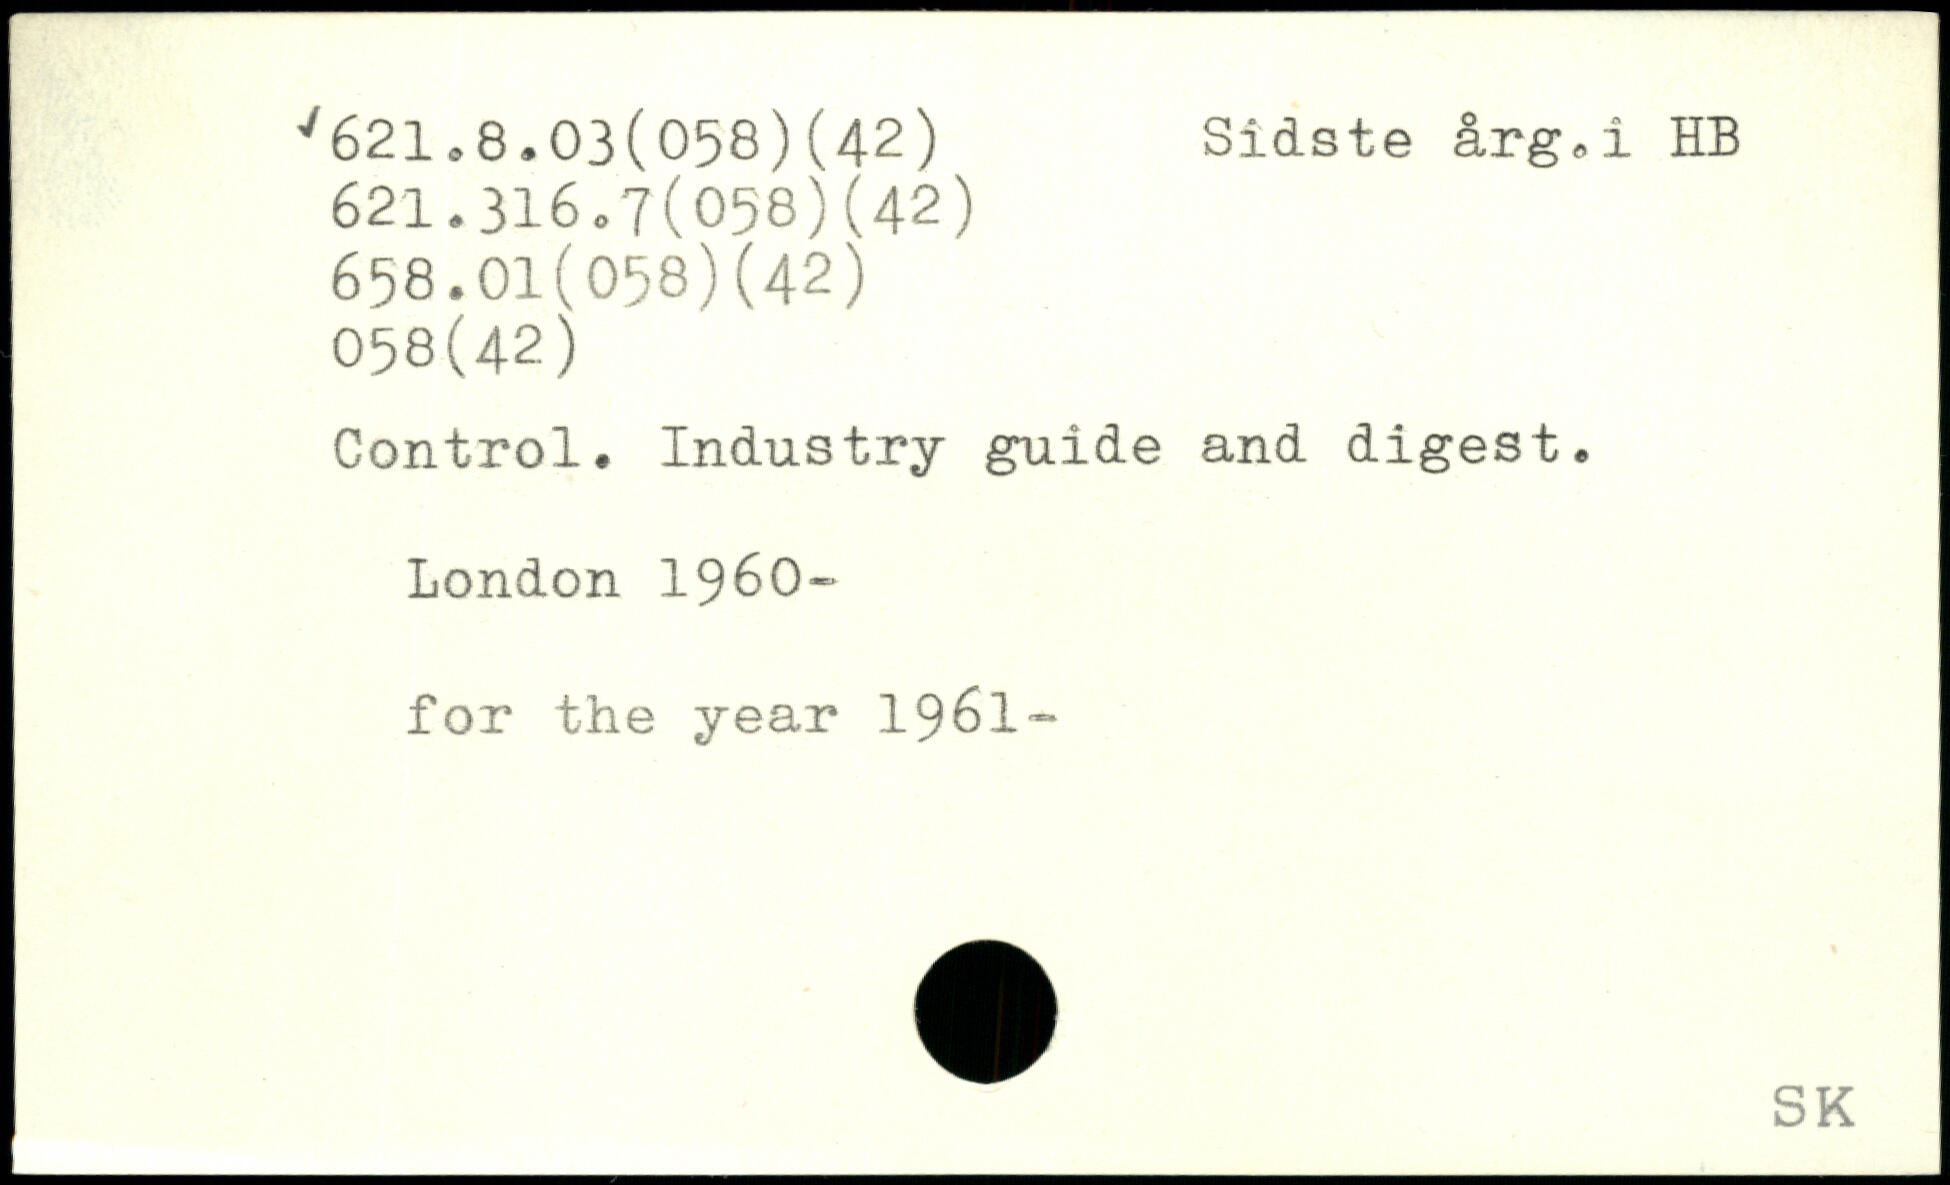 ✓621.8.03(058)(42) Sidste årg.i HB
621.316.7(058)(42)
658.01(058)(42)
058(42)
Control. Industry guide and digest.
London 1960-
for the year 1961-
SK